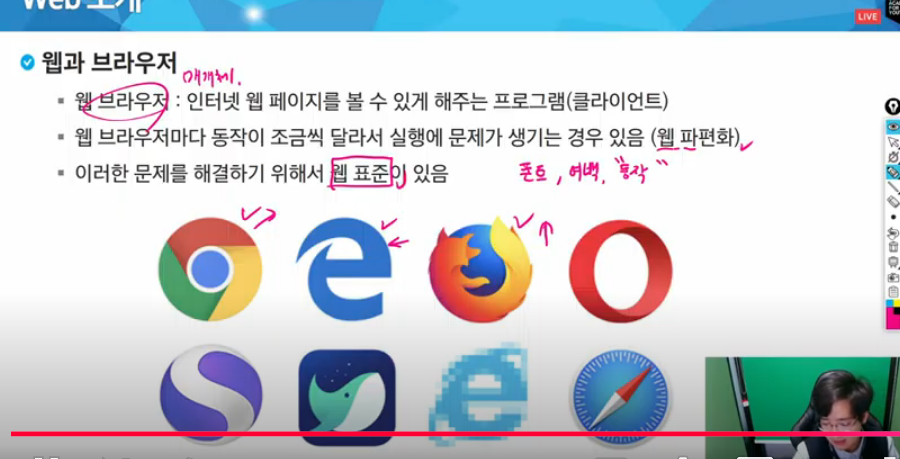 Web 소개
LIVE
웹과 브라우저
매개체.
웹 브라우저 : 인터넷 웹 페이지를 볼 수 있게 해주는 프로그램(클라이언트)
웹 브라우저마다 동작이 조금씩 달라서 실행에 문제가 생기는 경우 있음 (웹 파편화)
이러한 문제를 해결하기 위해서 웹 표준이 있음
폰트, 여백, "동작"